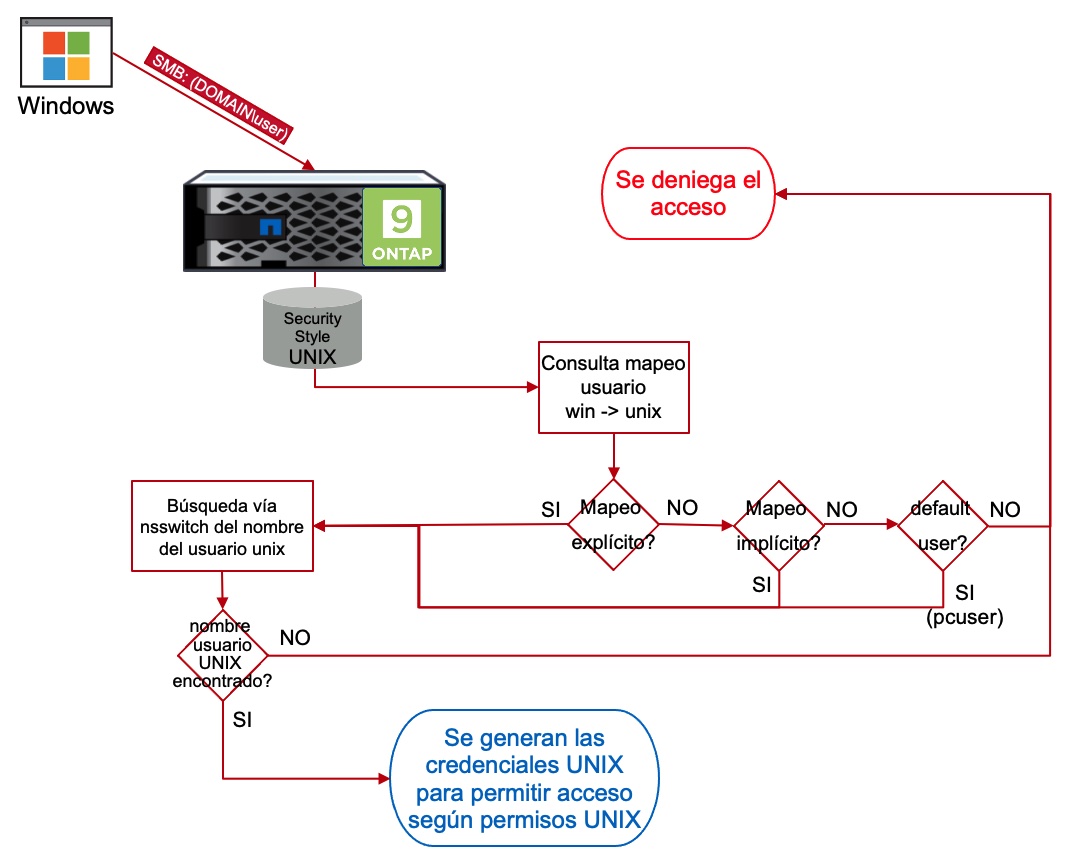 Windows
SMB: (DOMAIN\user)
9
ONTAP
Security
Style
UNIX
Se deniega el
acceso
Consulta mapeo
usuario
win -> unix
Mapeo
explícito?
SI
NO
Mapeo
implícito?
NO
SI
default
user?
NO
SI
(pcuser)
Búsqueda vía
nsswitch del nombre
del usuario unix
nombre
usuario
UNIX
encontrado?
NO
SI
Se generan las
credenciales UNIX
para permitir acceso
según permisos UNIX